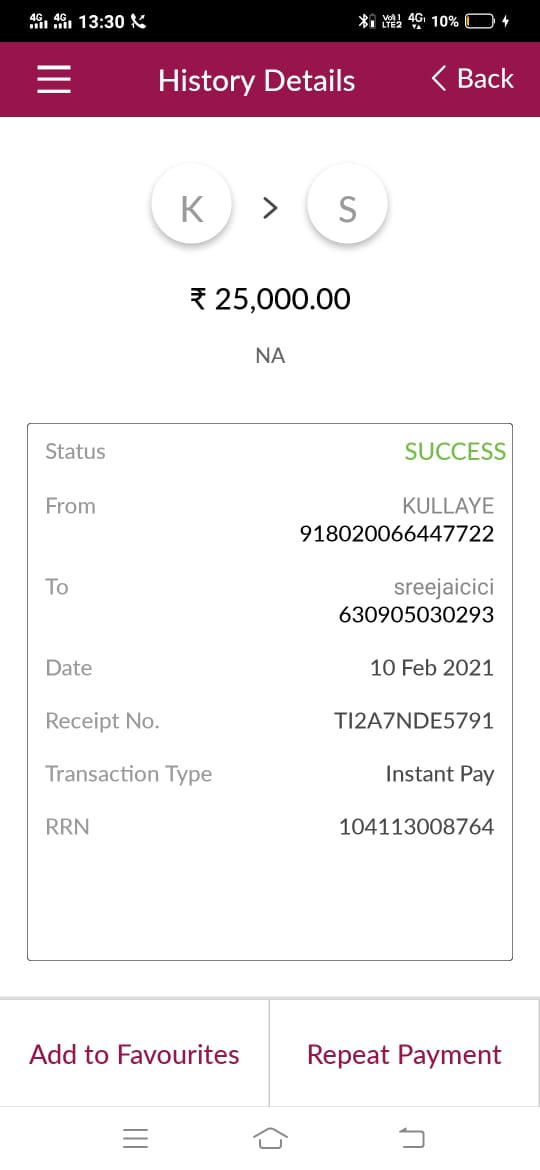 4G 4G 13:30 4G 10%
History Details
Back
K > S
₹ 25,000.00
NA
Status SUCCESS
From KULLAYE
918020066447722
To sreejaicici
630905030293
Date 10 Feb 2021
Receipt No. TI2A7NDE5791
Transaction Type Instant Pay
RRN 104113008764
Add to Favourites Repeat Payment